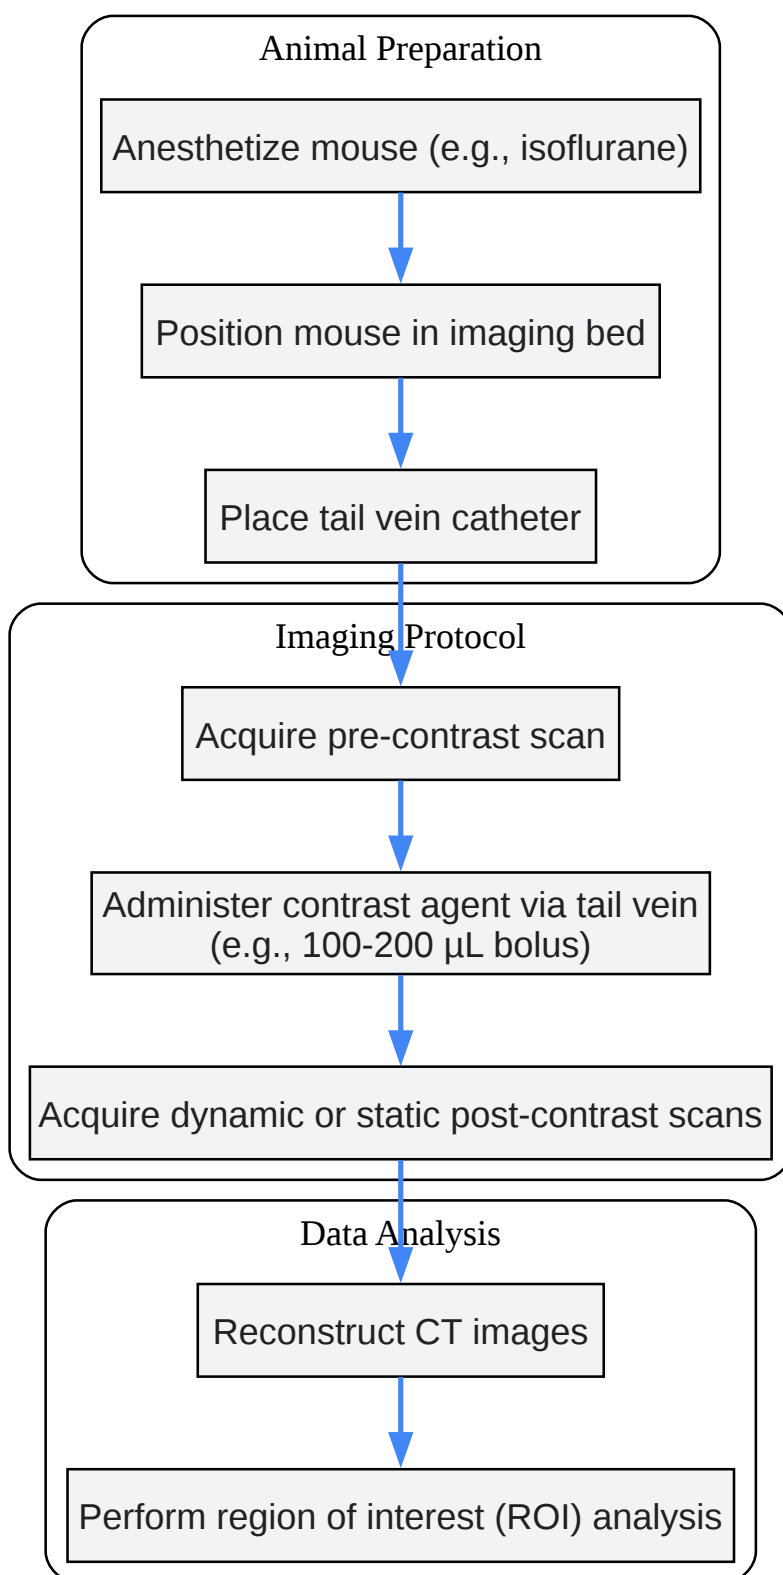 Animal Preparation
Anesthetize mouse (e.g., isoflurane)
Position mouse in imaging bed
Place tail vein catheter
Imaging Protocol
Acquire pre-contrast scan
Administer contrast agent via tail vein
(e.g., 100-200 µL bolus)
Acquire dynamic or static post-contrast scans
Data Analysis
Reconstruct CT images
Perform region of interest (ROI) analysis